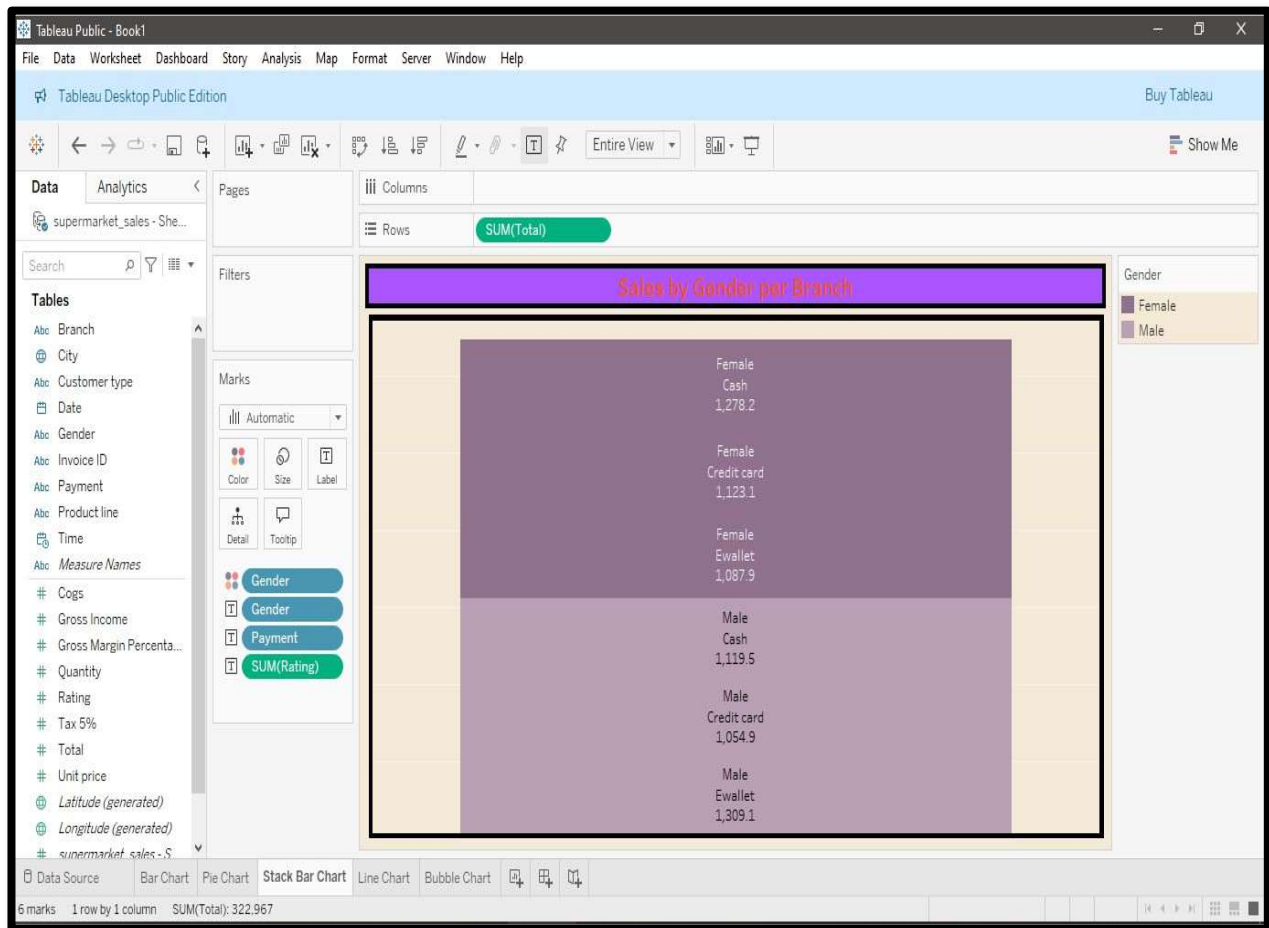 Tableau Public - Book1
File Data Worksheet Dashboard Story Analysis Map Format Server Window Help
Tableau Desktop Public Edition
Buy Tableau
Entire View
Show Me
Data Analytics
supermarket_sales - She...
Search
Tables
Abc Branch
City
Abc Customer type
Date
Abc Gender
Abc Invoice ID
Abc Payment
Abc Product line
Time
Abc Measure Names
# Cogs
# Gross Income
# Gross Margin Percenta...
# Quantity
# Rating
# Tax 5%
# Total
# Unit price
Latitude (generated)
Longitude (generated)
# supermarket_sales - S
Pages
Filters
Marks
Automatic
Color Size Label
Detail Tooltip
Gender
T Gender
T Payment
T SUM(Rating)
iii Columns
Rows SUM(Total)
Sales by Gender per Branch
Female
Cash
1,278.2
Female
Credit card
1,123.1
Female
Ewallet
1,087.9
Male
Cash
1,119.5
Male
Credit card
1,054.9
Male
Ewallet
1,309.1
Gender
Female
Male
Data Source Bar Chart Pie Chart Stack Bar Chart Line Chart Bubble Chart
6 marks 1 row by 1 column SUM(Total): 322,967